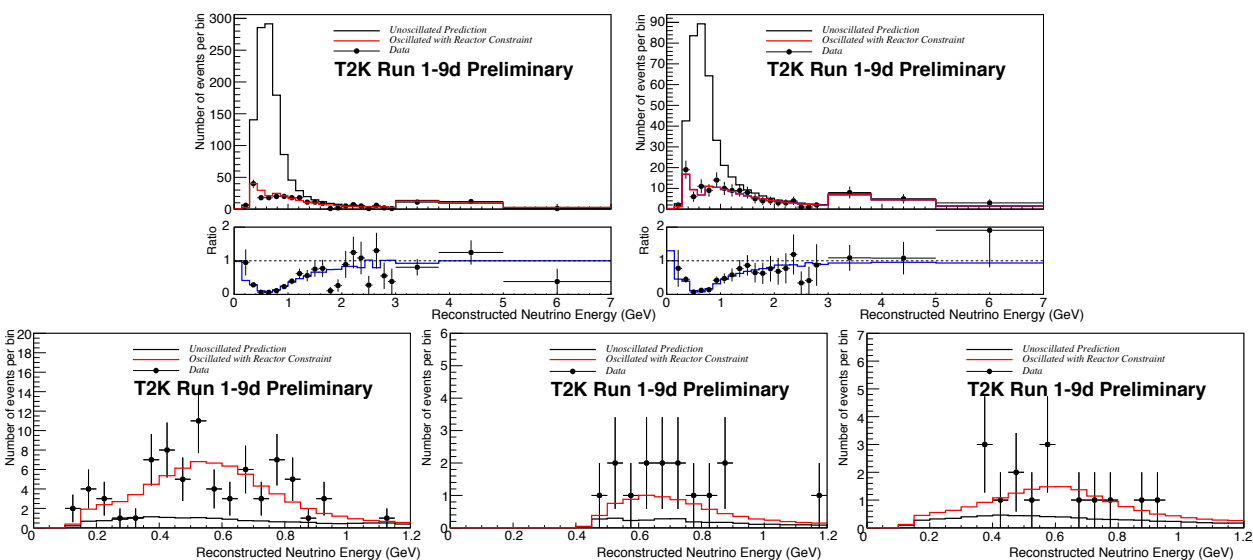 Number of events per bin
300
250
200
150
100
50
0
Unoscillated Prediction
Oscillated with Reactor Constraint
Data
T2K Run 1-9d Preliminary
Ratio
2
1
0
0 1 2 3 4 5 6 7
Reconstructed Neutrino Energy (GeV)
Number of events per bin
90
80
70
60
50
40
30
20
10
0
Unoscillated Prediction
Oscillated with Reactor Constraint
Data
T2K Run 1-9d Preliminary
Ratio
2
1
0
0 1 2 3 4 5 6 7
Reconstructed Neutrino Energy (GeV)
Number of events per bin
20
18
16
14
12
10
8
6
4
2
0
Unoscillated Prediction
Oscillated with Reactor Constraint
Data
T2K Run 1-9d Preliminary
0 0.2 0.4 0.6 0.8 1 1.2
Reconstructed Neutrino Energy (GeV)
Number of events per bin
6
5
4
3
2
1
0
Unoscillated Prediction
Oscillated with Reactor Constraint
Data
T2K Run 1-9d Preliminary
0 0.2 0.4 0.6 0.8 1 1.2
Reconstructed Neutrino Energy (GeV)
Number of events per bin
7
6
5
4
3
2
1
0
Unoscillated Prediction
Oscillated with Reactor Constraint
Data
T2K Run 1-9d Preliminary
0 0.2 0.4 0.6 0.8 1 1.2
Reconstructed Neutrino Energy (GeV)